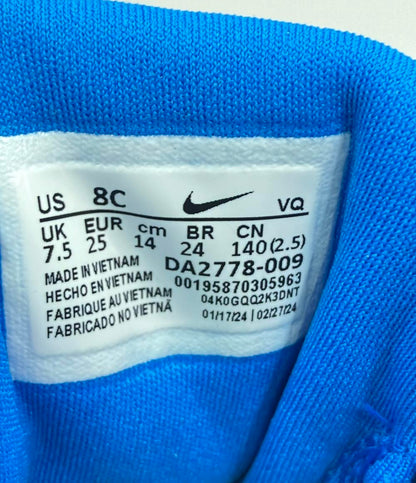 US 8C VQ
UK EUR cm BR CN
7.5 25 14 24 140 (2.5)
MADE IN VIETNAM DA2778-009
HECHO EN VIETNAM 00195870305963
FABRIQUE AU VIETNAM 04K0GQQ2K3DNT
FABRICADO NO VIETNÃ 01/17/24 | 02/27/24